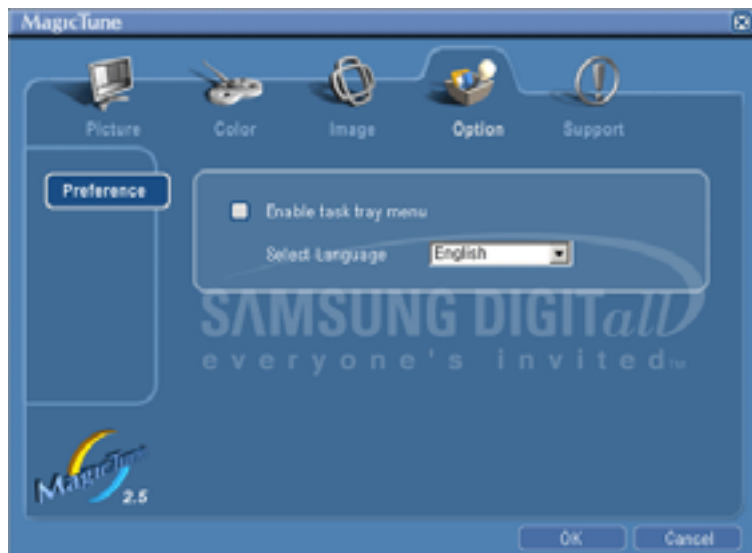 MagicTune
Picture Color Image Option Support
Preference
Enable task tray menu
Select Language English
SAMSUNG DIGITall
everyone's invited™
MagicTune
2.5
OK Cancel